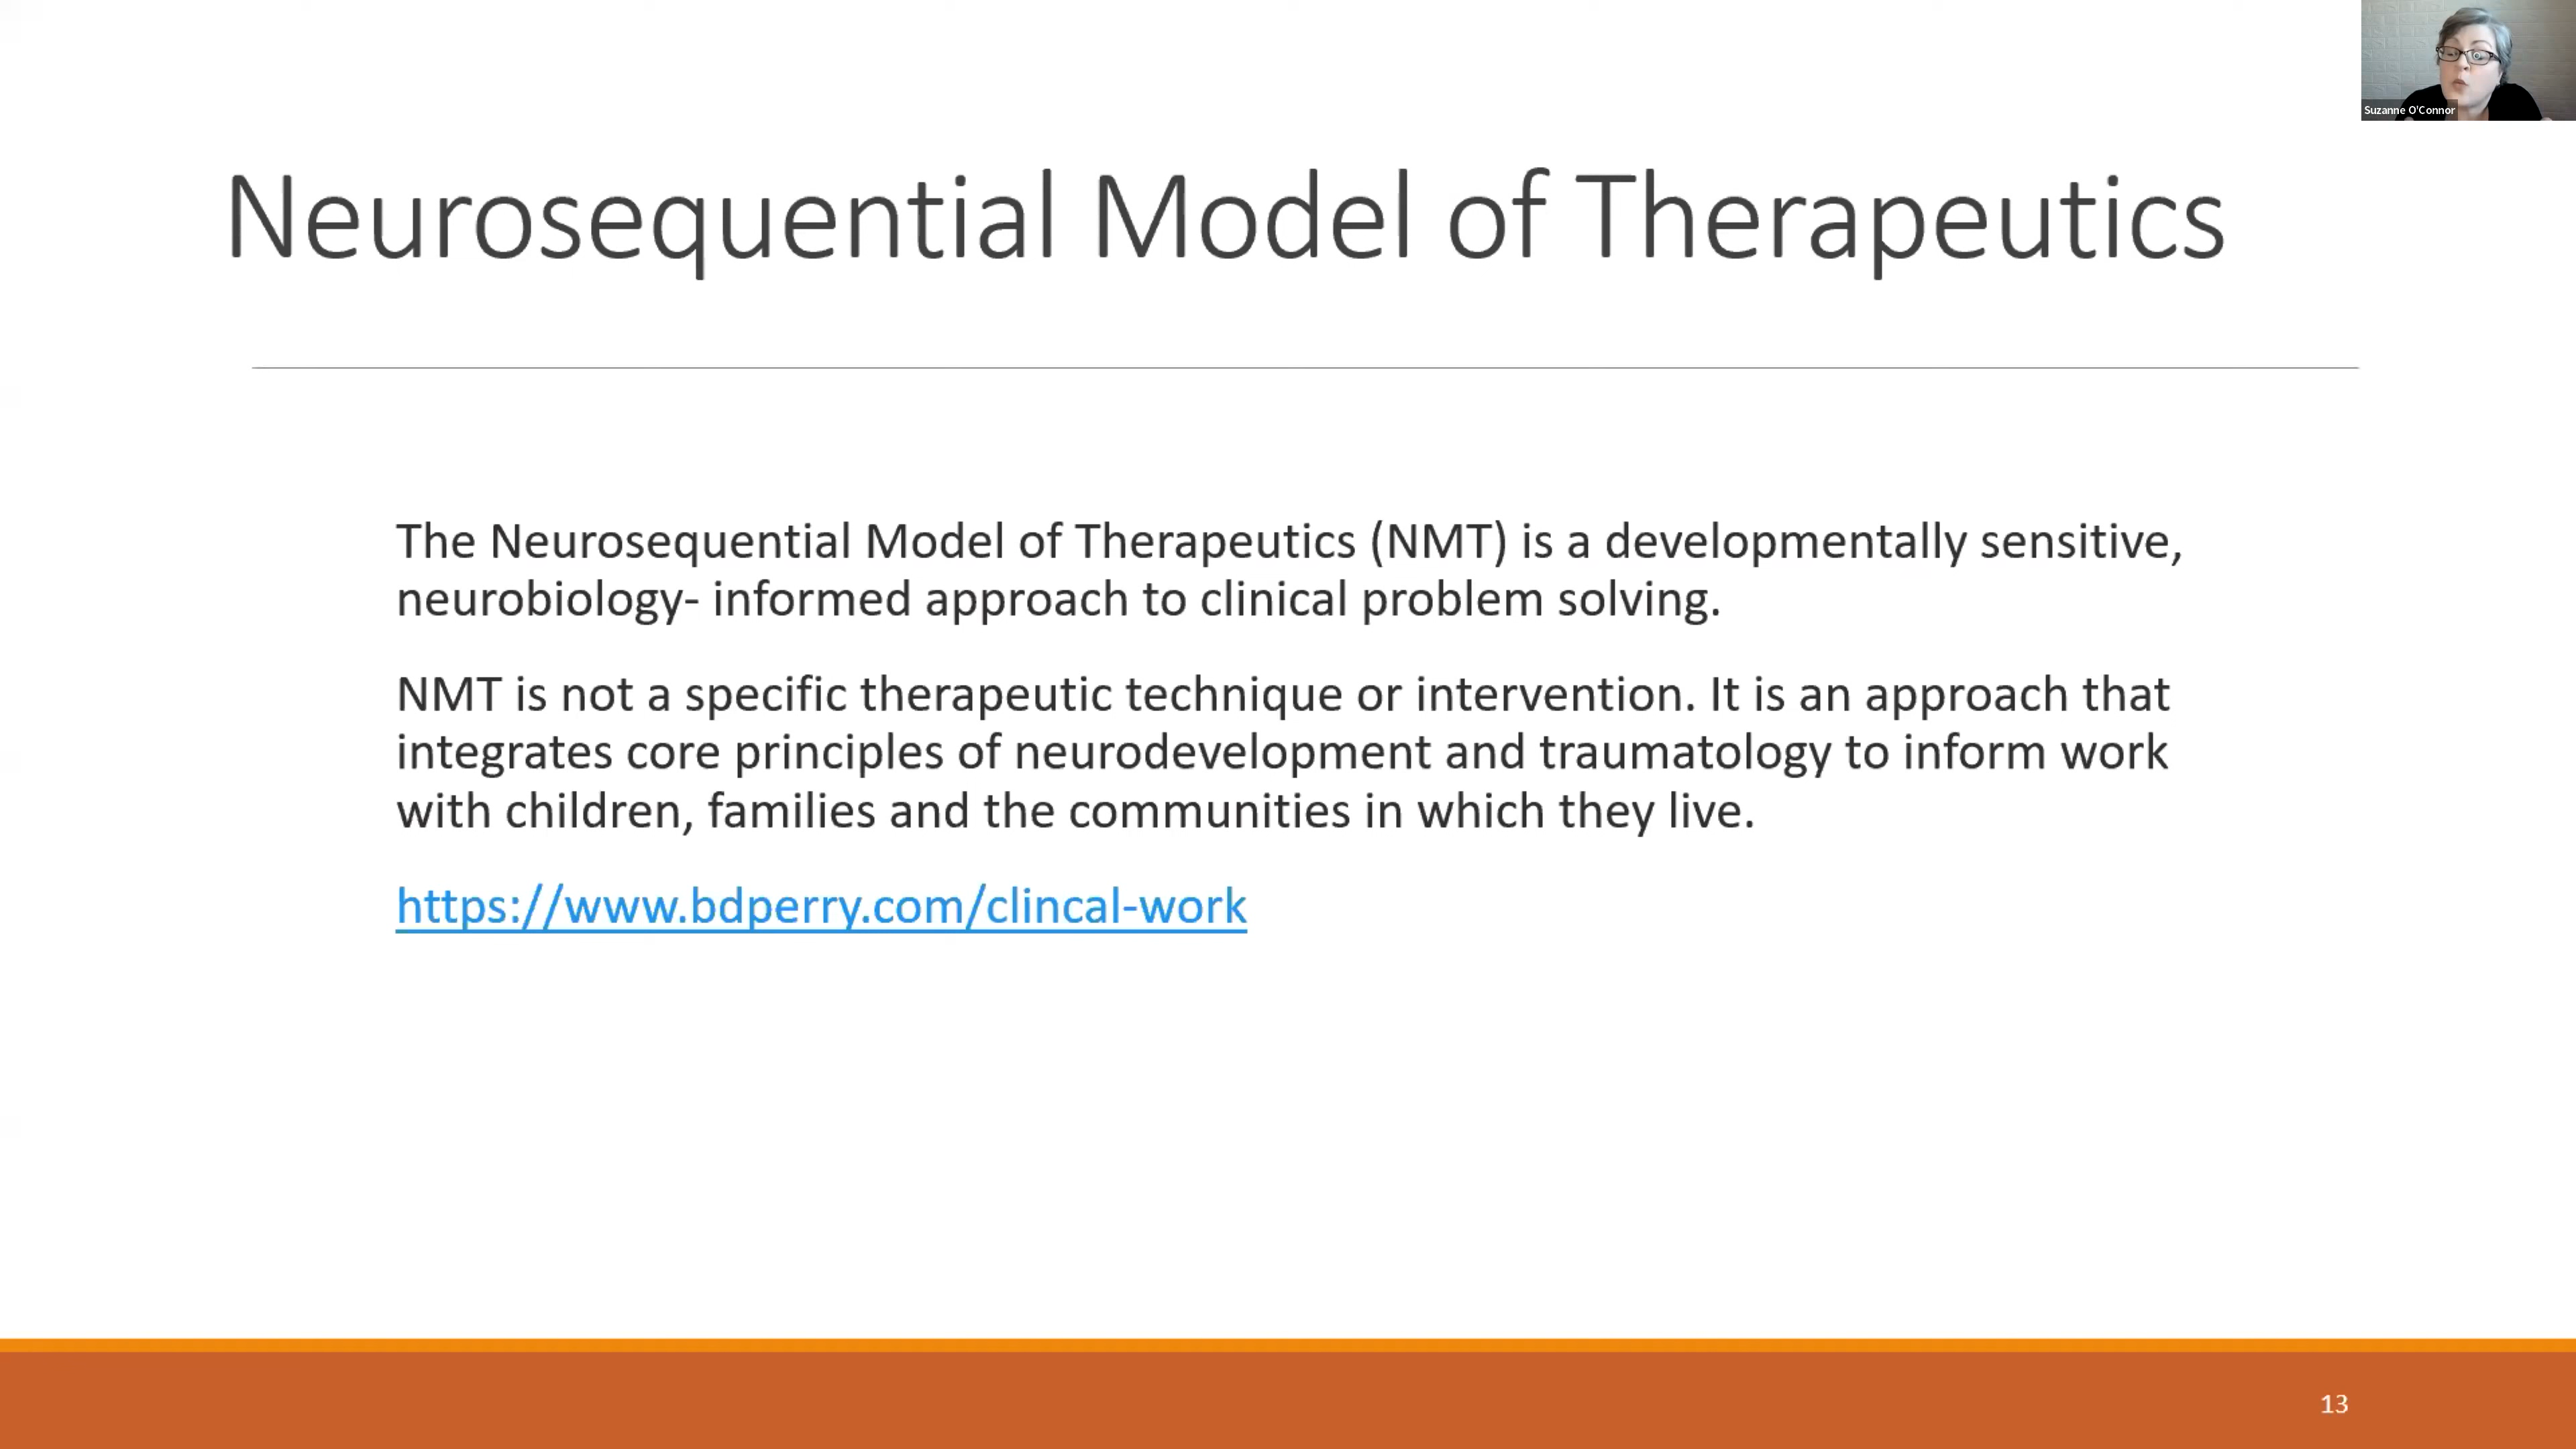 Suzanne O'Connor
Neurosequential Model of Therapeutics
The Neurosequential Model of Therapeutics (NMT) is a developmentally sensitive,
neurobiology- informed approach to clinical problem solving.
NMT is not a specific therapeutic technique or intervention. It is an approach that
integrates core principles of neurodevelopment and traumatology to inform work
with children, families and the communities in which they live.
https://www.bdperry.com/clincal-work
13